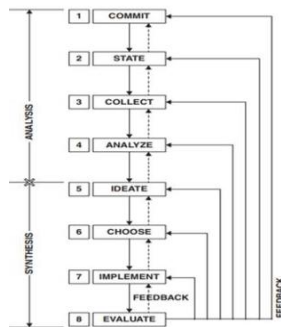 1 COMMIT
2 STATE
3 COLLECT
4 ANALYZE
5 IDEATE
6 CHOOSE
7 IMPLEMENT
FEEDBACK
8 EVALUATE
ANALYSIS
SYNTHESIS
FEEDBACK